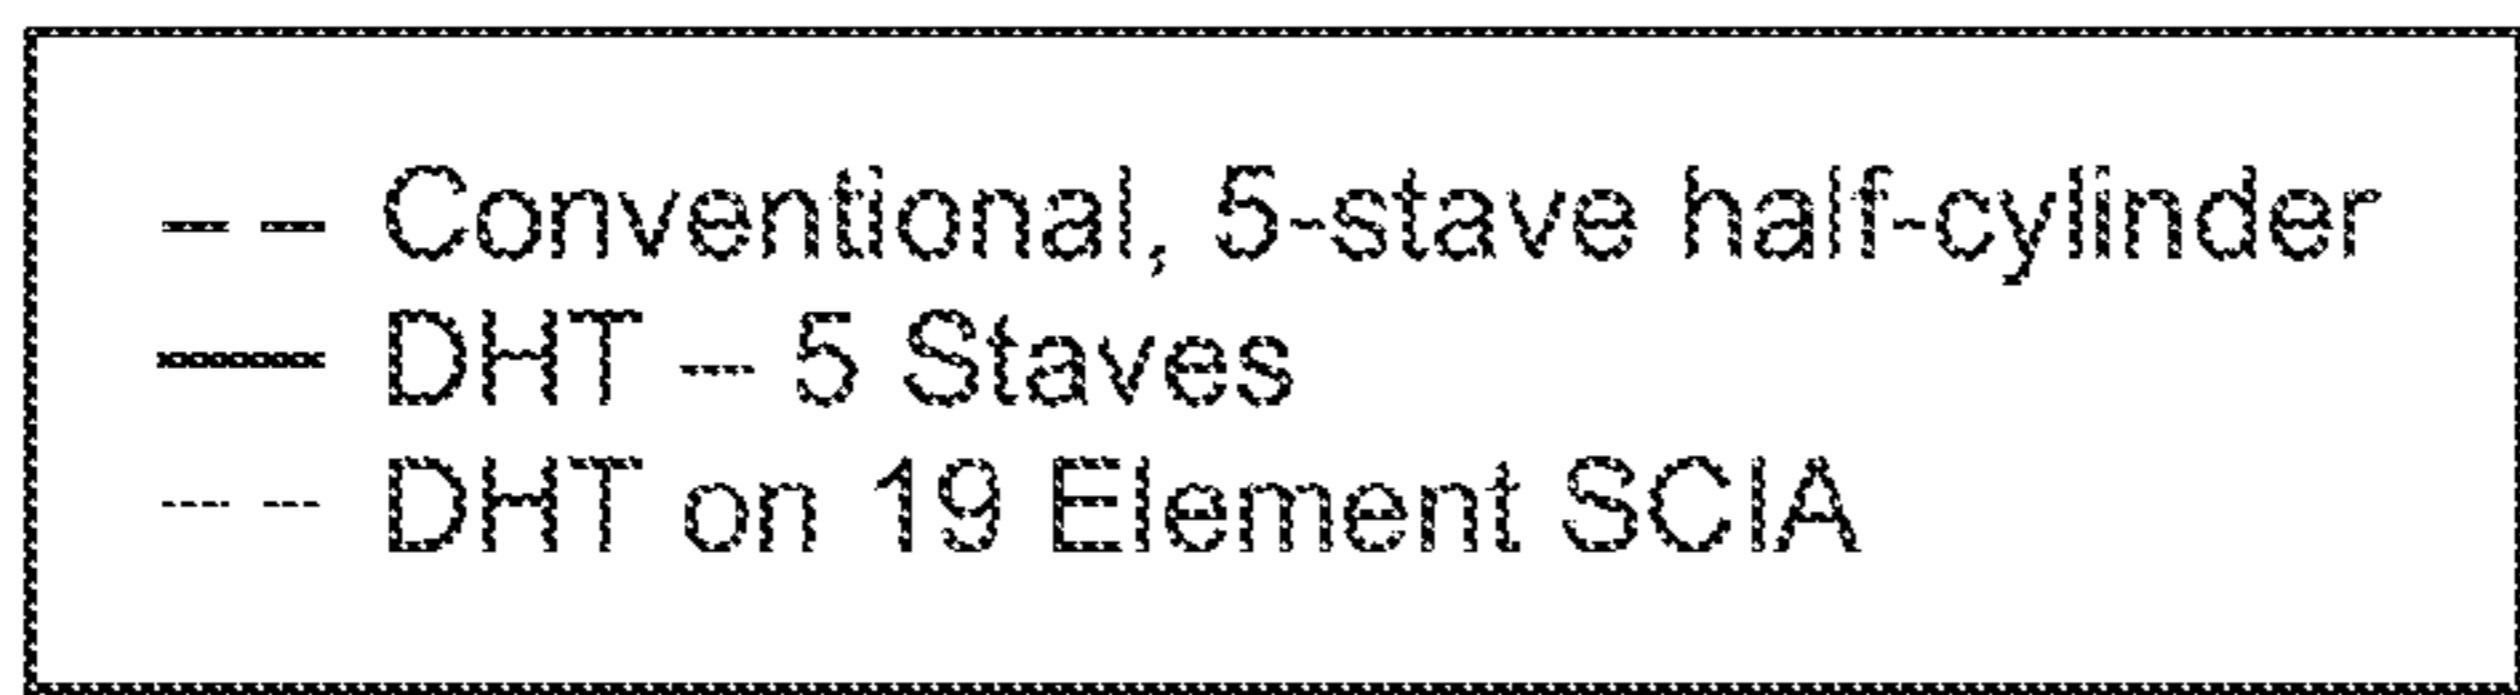 Conventional, 5-stave half-cylinder
DHT – 5 Staves
DHT on 19 Element SCIA